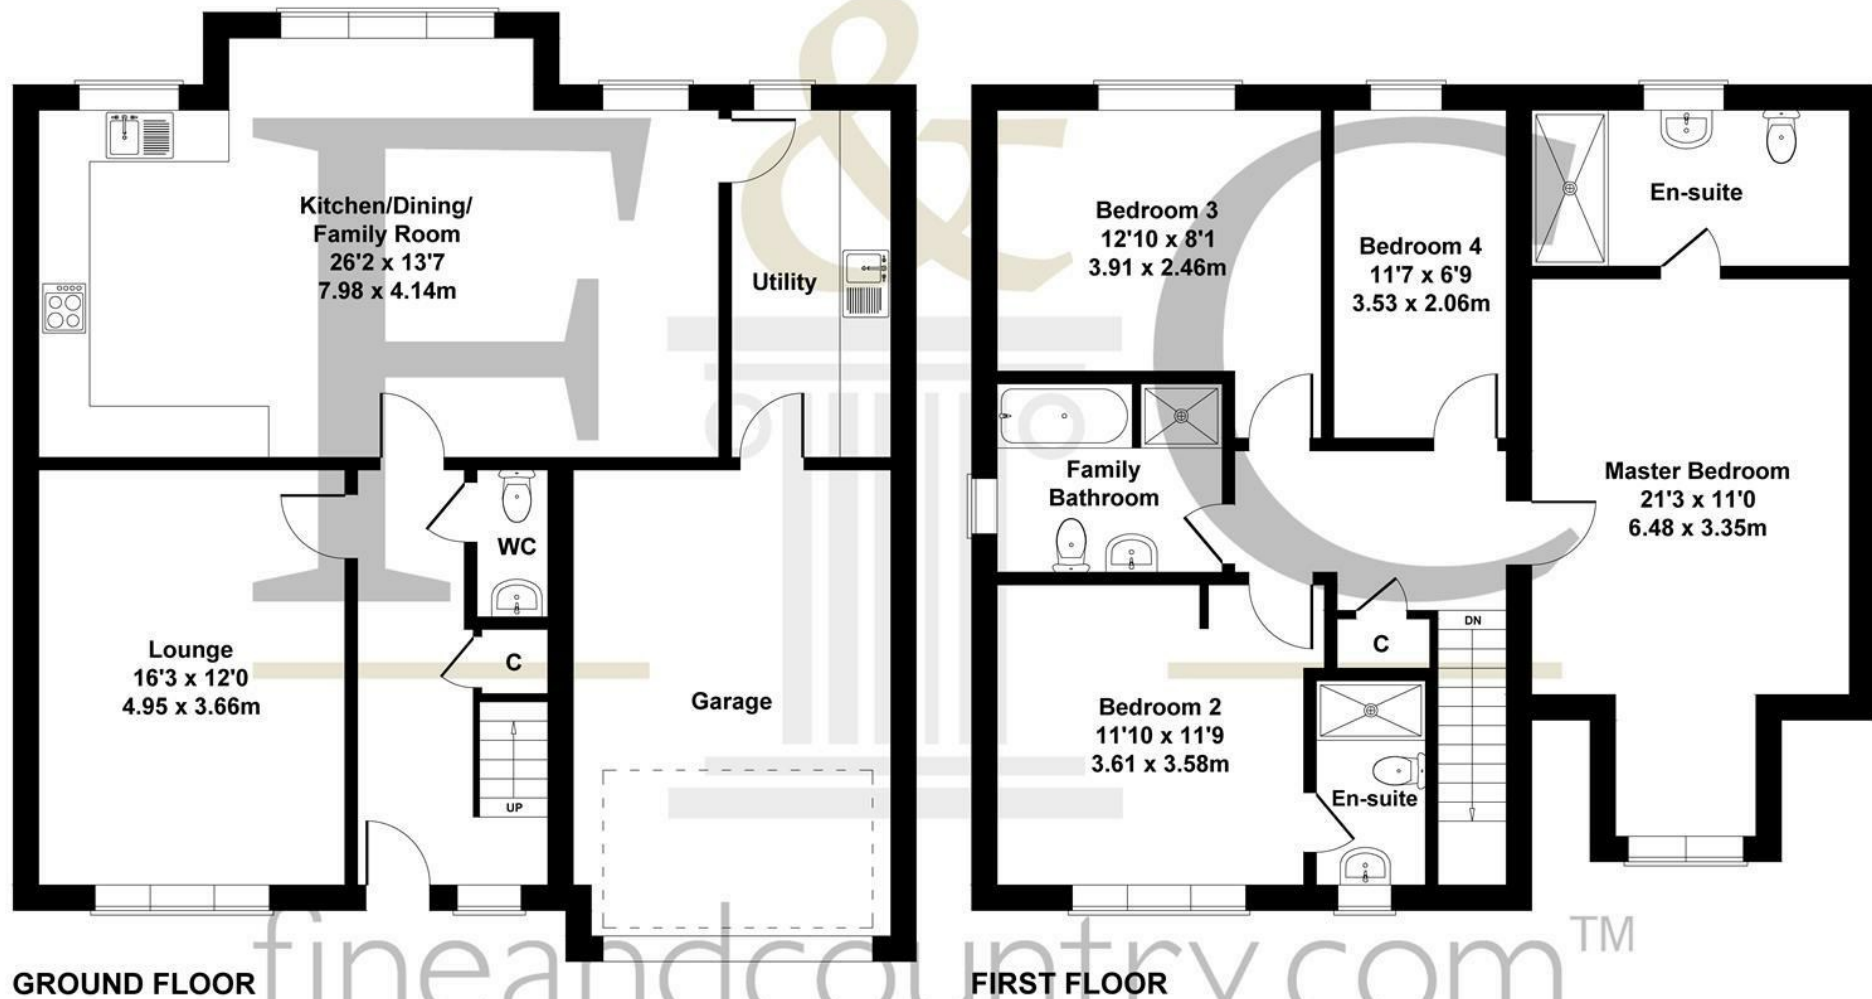 Kitchen/Dining/
Family Room
26'2 x 13'7
7.98 x 4.14m
Utility
Lounge
16'3 x 12'0
4.95 x 3.66m
WC
C
UP
Garage
GROUND FLOOR
Bedroom 3
12'10 x 8'1
3.91 x 2.46m
Bedroom 4
11'7 x 6'9
3.53 x 2.06m
En-suite
Family
Bathroom
Master Bedroom
21'3 x 11'0
6.48 x 3.35m
DN
C
Bedroom 2
11'10 x 11'9
3.61 x 3.58m
En-suite
FIRST FLOOR
F&C
fineandcountry.com™